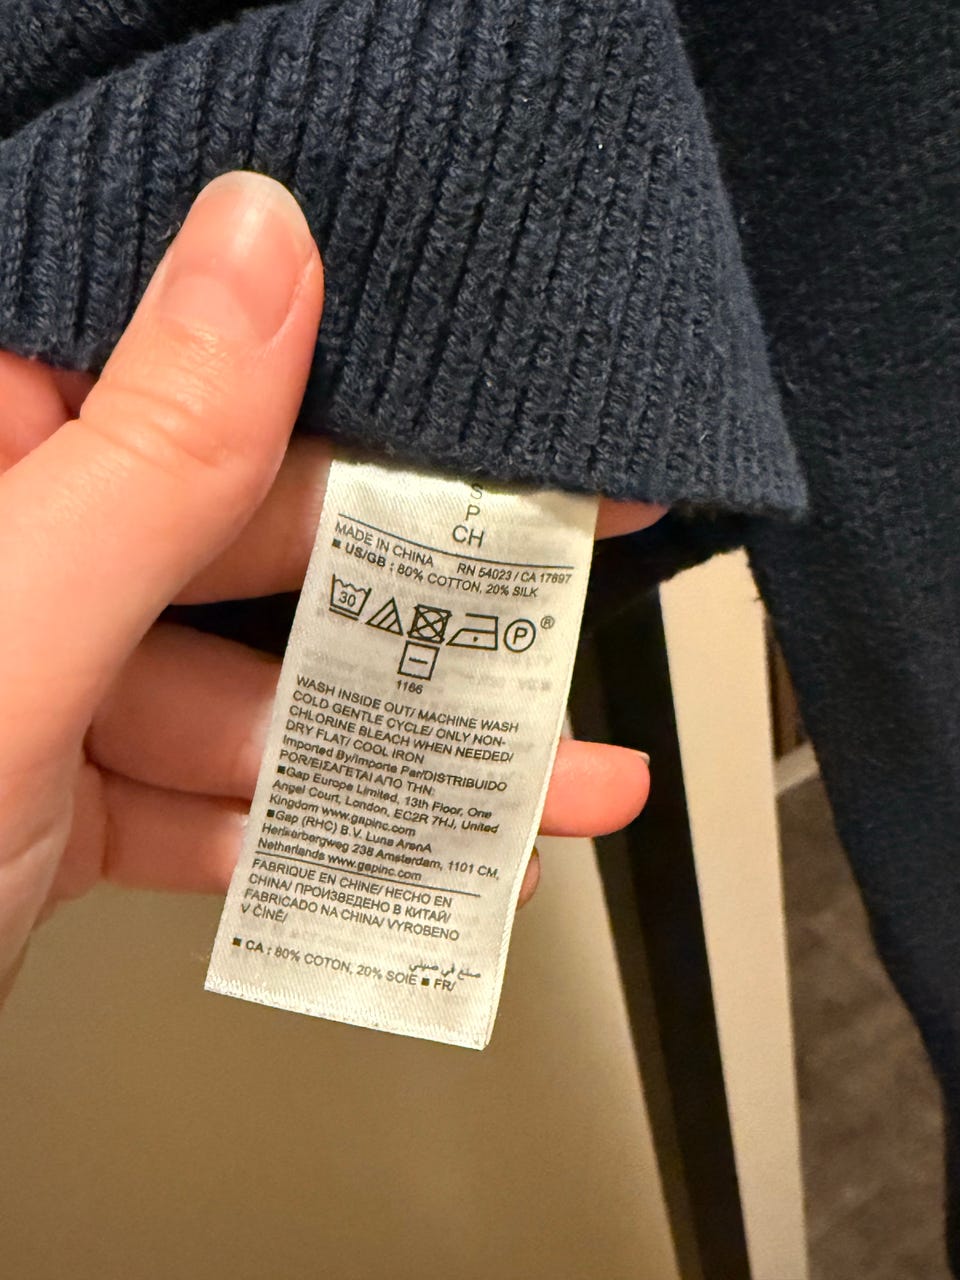 S
P
CH
MADE IN CHINA RN 54023 / CA 17897
■ US/GB : 80% COTTON, 20% SILK
30 P ®
1166
WASH INSIDE OUT/ MACHINE WASH
COLD GENTLE CYCLE/ ONLY NON-
CHLORINE BLEACH WHEN NEEDED/
DRY FLAT/ COOL IRON
Imported By/Importe Par/DISTRIBUIDO
POR/ΕΙΣΑΓΕΤΑΙ ΑΠΟ ΤΗΝ:
■Gap Europe Limited, 13th Floor, One
Angel Court, London, EC2R 7HJ, United
Kingdom www.gapinc.com
■Gap (RHC) B.V. Luna ArenA
Herikerbergweg 238 Amsterdam, 1101 CM,
Netherlands www.gapinc.com
FABRIQUE EN CHINE/ HECHO EN
CHINA/ ПРОИЗВЕДЕНО В КИТАЙ/
FABRICADO NA CHINA/ VYROBENO
V ČÍNĚ/
صنع في صيني
■ CA : 80% COTON, 20% SOIE ■ FR/